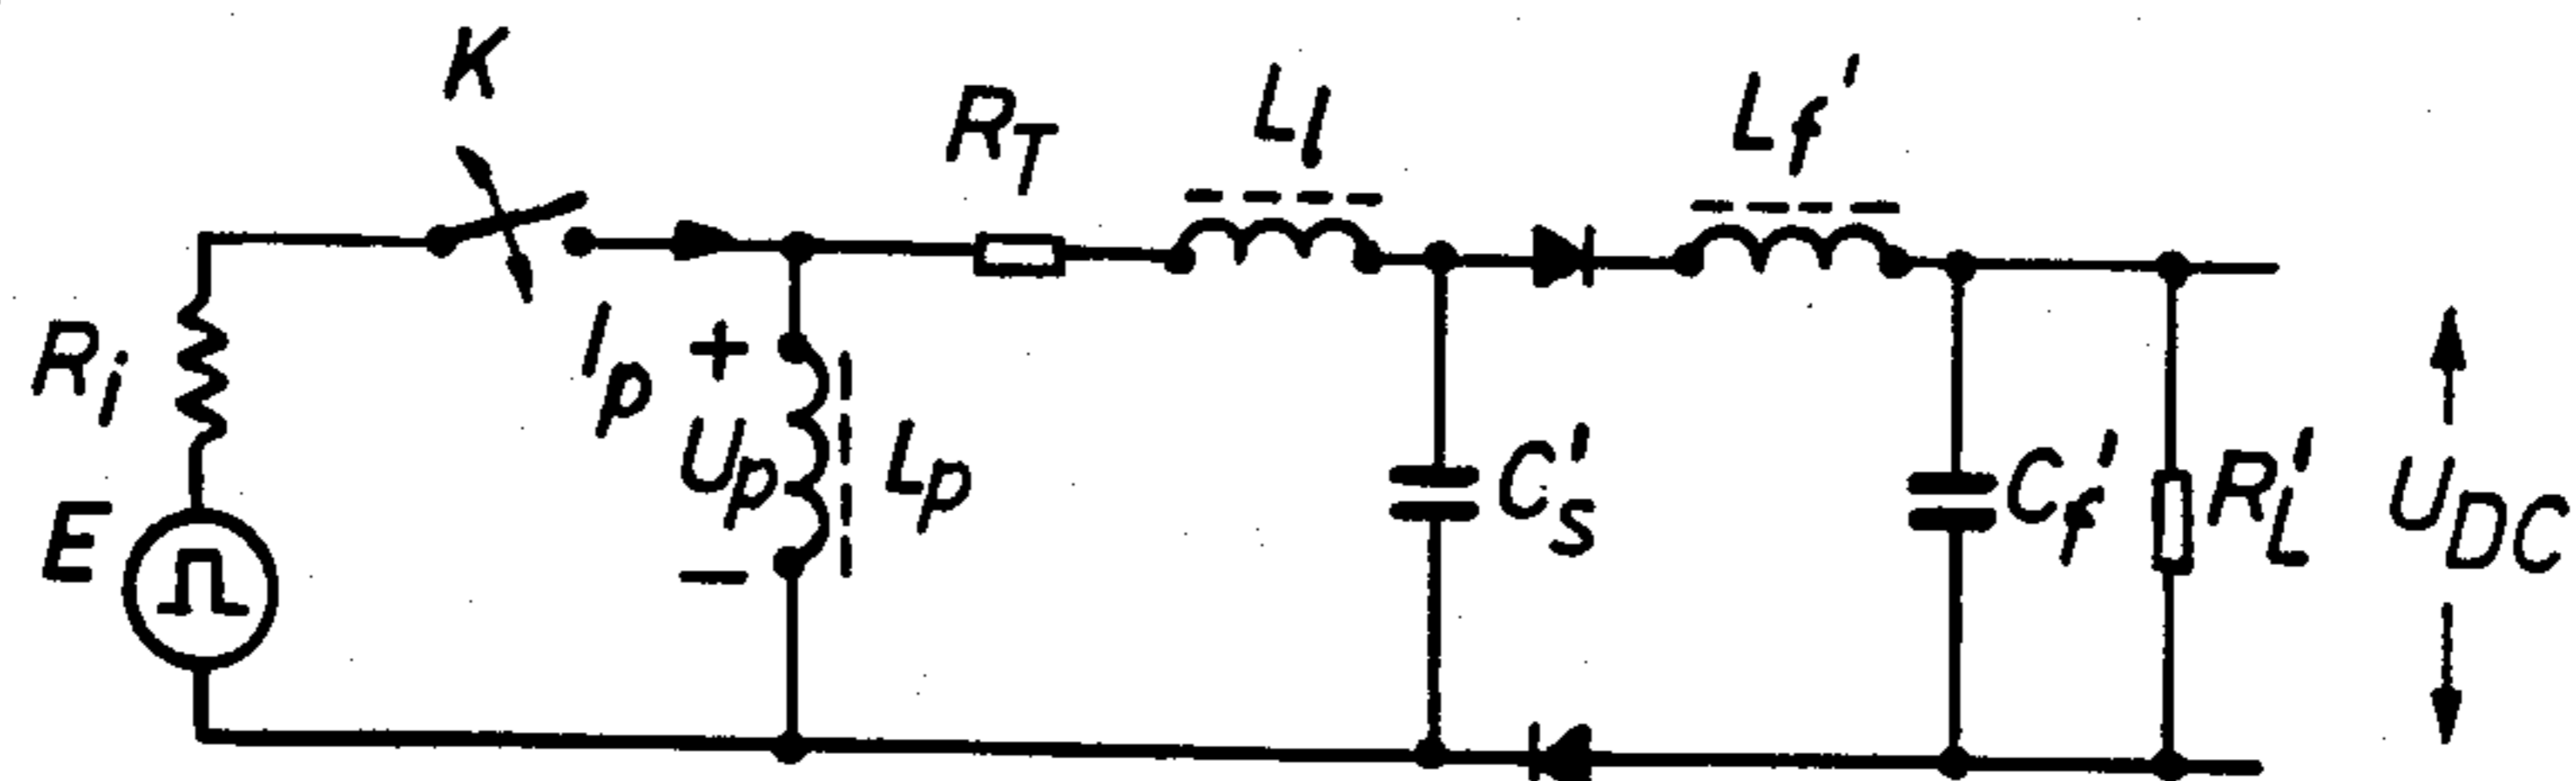 K
R_T
L_l
L_f'
R_i
I_p
+
U_p
−
L_p
E
C_s'
C_f'
R_L'
U_DC